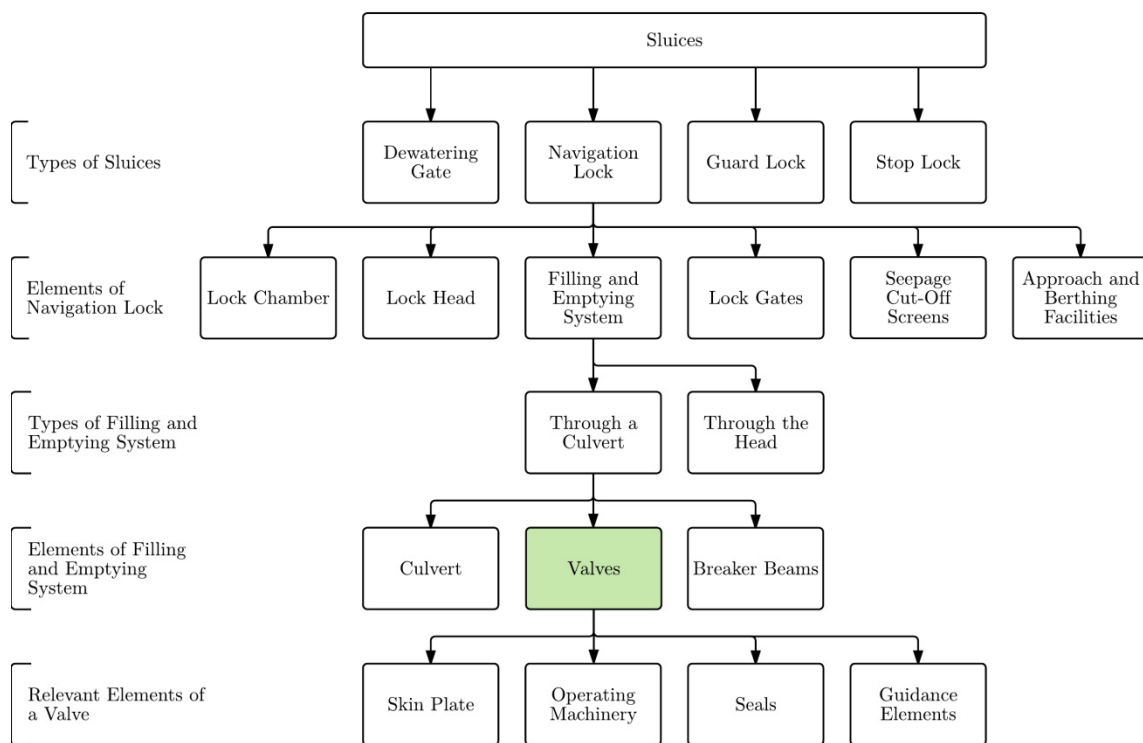 Sluices
Types of Sluices
Dewatering
Gate
Navigation
Lock
Guard Lock
Stop Lock
Elements of
Navigation Lock
Lock Chamber
Lock Head
Filling and
Emptying
System
Lock Gates
Seepage
Cut-Off
Screens
Approach and
Berthing
Facilities
Types of Filling and
Emptying System
Through a
Culvert
Through the
Head
Elements of Filling
and Emptying
System
Culvert
Valves
Breaker Beams
Relevant Elements of
a Valve
Skin Plate
Operating
Machinery
Seals
Guidance
Elements